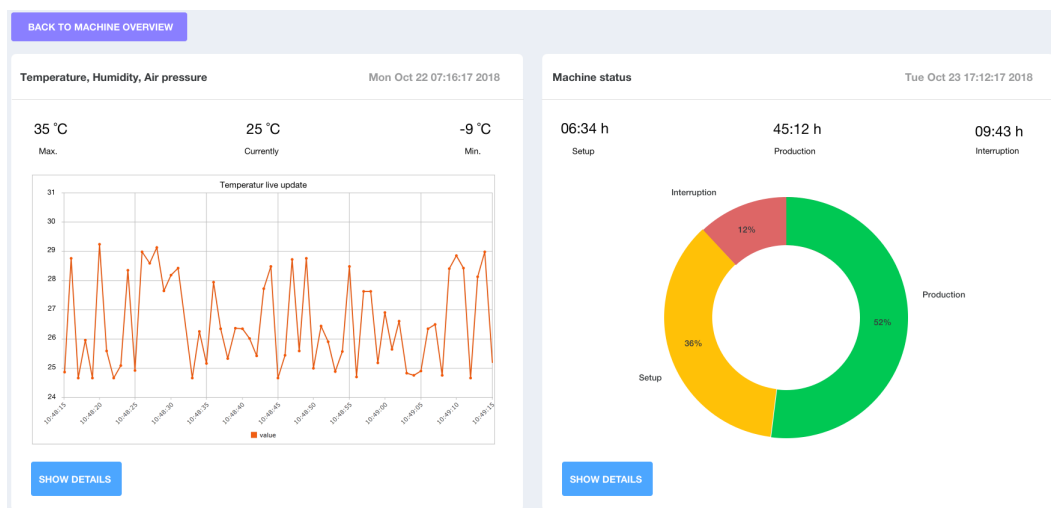 BACK TO MACHINE OVERVIEW
Temperature, Humidity, Air pressure
Mon Oct 22 07:16:17 2018
35 °C
25 °C
-9 °C
Max.
Currently
Min.
Temperatur live update
31
30
29
28
27
26
25
24
10:48:15
10:48:20
10:48:25
10:48:30
10:48:35
10:48:40
10:48:45
10:48:50
10:48:55
10:49:00
10:49:05
10:49:10
10:49:15
value
SHOW DETAILS
Machine status
Tue Oct 23 17:12:17 2018
06:34 h
45:12 h
09:43 h
Setup
Production
Interruption
Interruption
12%
Production
52%
36%
Setup
SHOW DETAILS